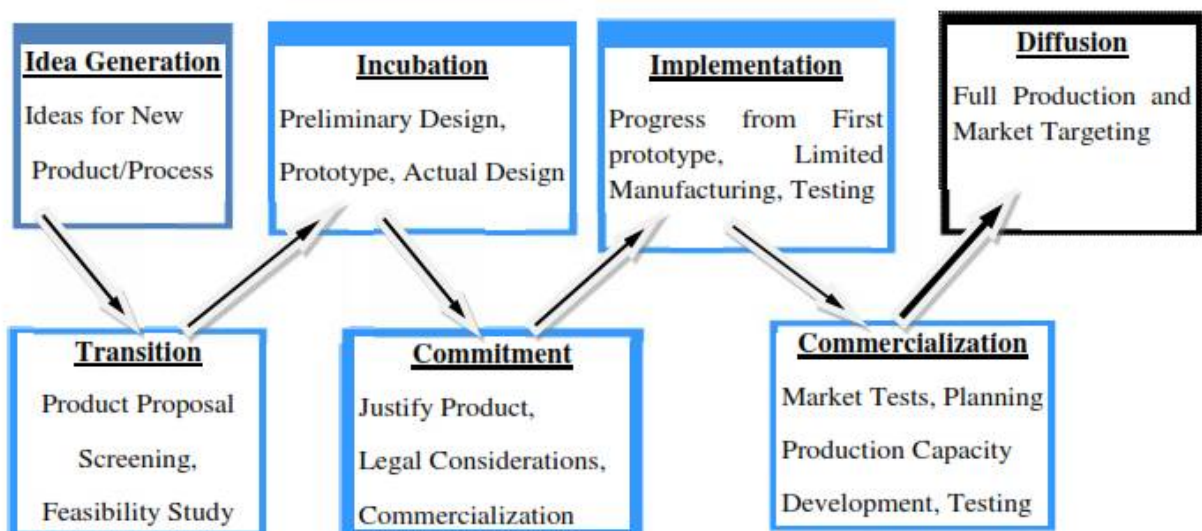 Idea Generation
Ideas for New
Product/Process
Incubation
Preliminary Design,
Prototype, Actual Design
Implementation
Progress from First
prototype, Limited
Manufacturing, Testing
Diffusion
Full Production and
Market Targeting
Transition
Product Proposal
Screening,
Feasibility Study
Commitment
Justify Product,
Legal Considerations,
Commercialization
Commercialization
Market Tests, Planning
Production Capacity
Development, Testing